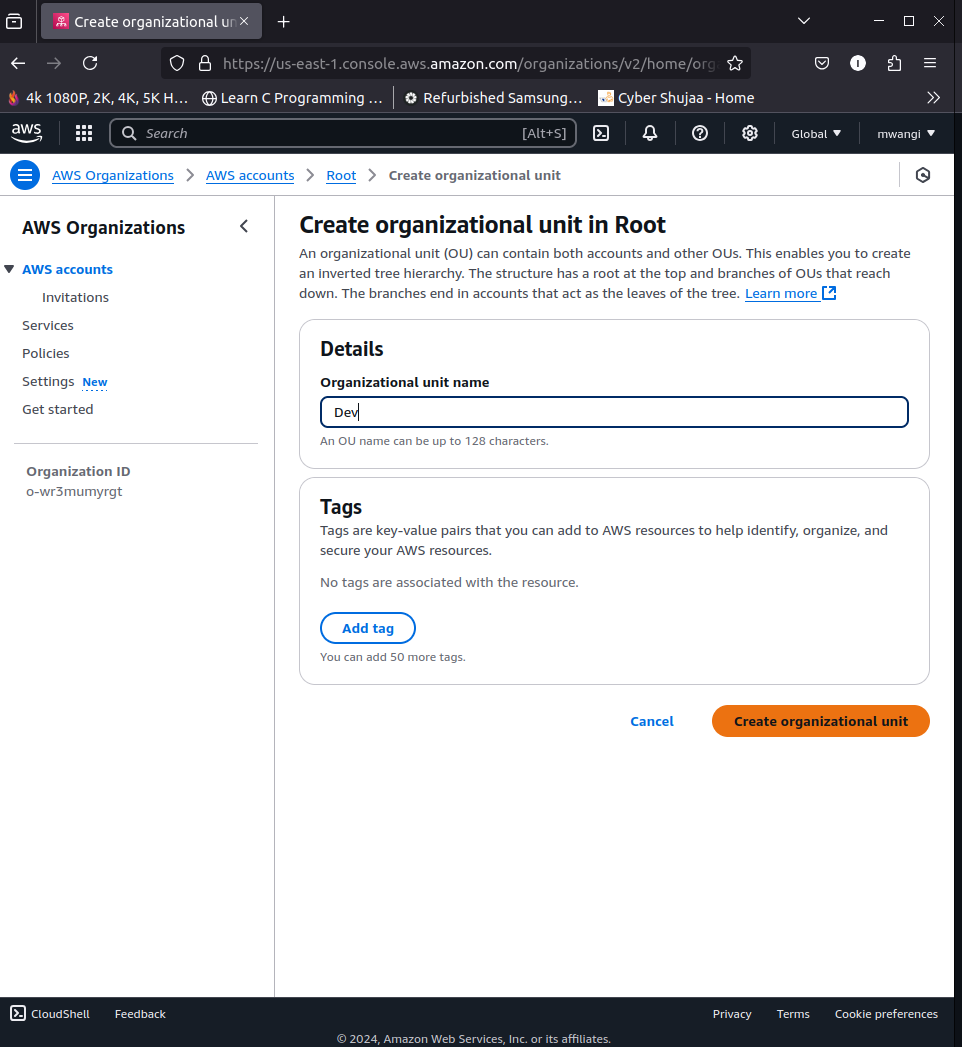 Create organizational un
https://us-east-1.console.aws.amazon.com/organizations/v2/home/org
4k 1080P, 2K, 4K, 5K H...
Learn C Programming ...
Refurbished Samsung...
Cyber Shujaa - Home
aws
Search
[Alt+S]
Global
mwangi
AWS Organizations
AWS accounts
Root
Create organizational unit
AWS Organizations
AWS accounts
Invitations
Services
Policies
Settings New
Get started
Organization ID
o-wr3mumyrgt
Create organizational unit in Root
An organizational unit (OU) can contain both accounts and other OUs. This enables you to create
an inverted tree hierarchy. The structure has a root at the top and branches of OUs that reach
down. The branches end in accounts that act as the leaves of the tree. Learn more
Details
Organizational unit name
Dev
An OU name can be up to 128 characters.
Tags
Tags are key-value pairs that you can add to AWS resources to help identify, organize, and
secure your AWS resources.
No tags are associated with the resource.
Add tag
You can add 50 more tags.
Cancel
Create organizational unit
CloudShell
Feedback
Privacy
Terms
Cookie preferences
© 2024, Amazon Web Services, Inc. or its affiliates.